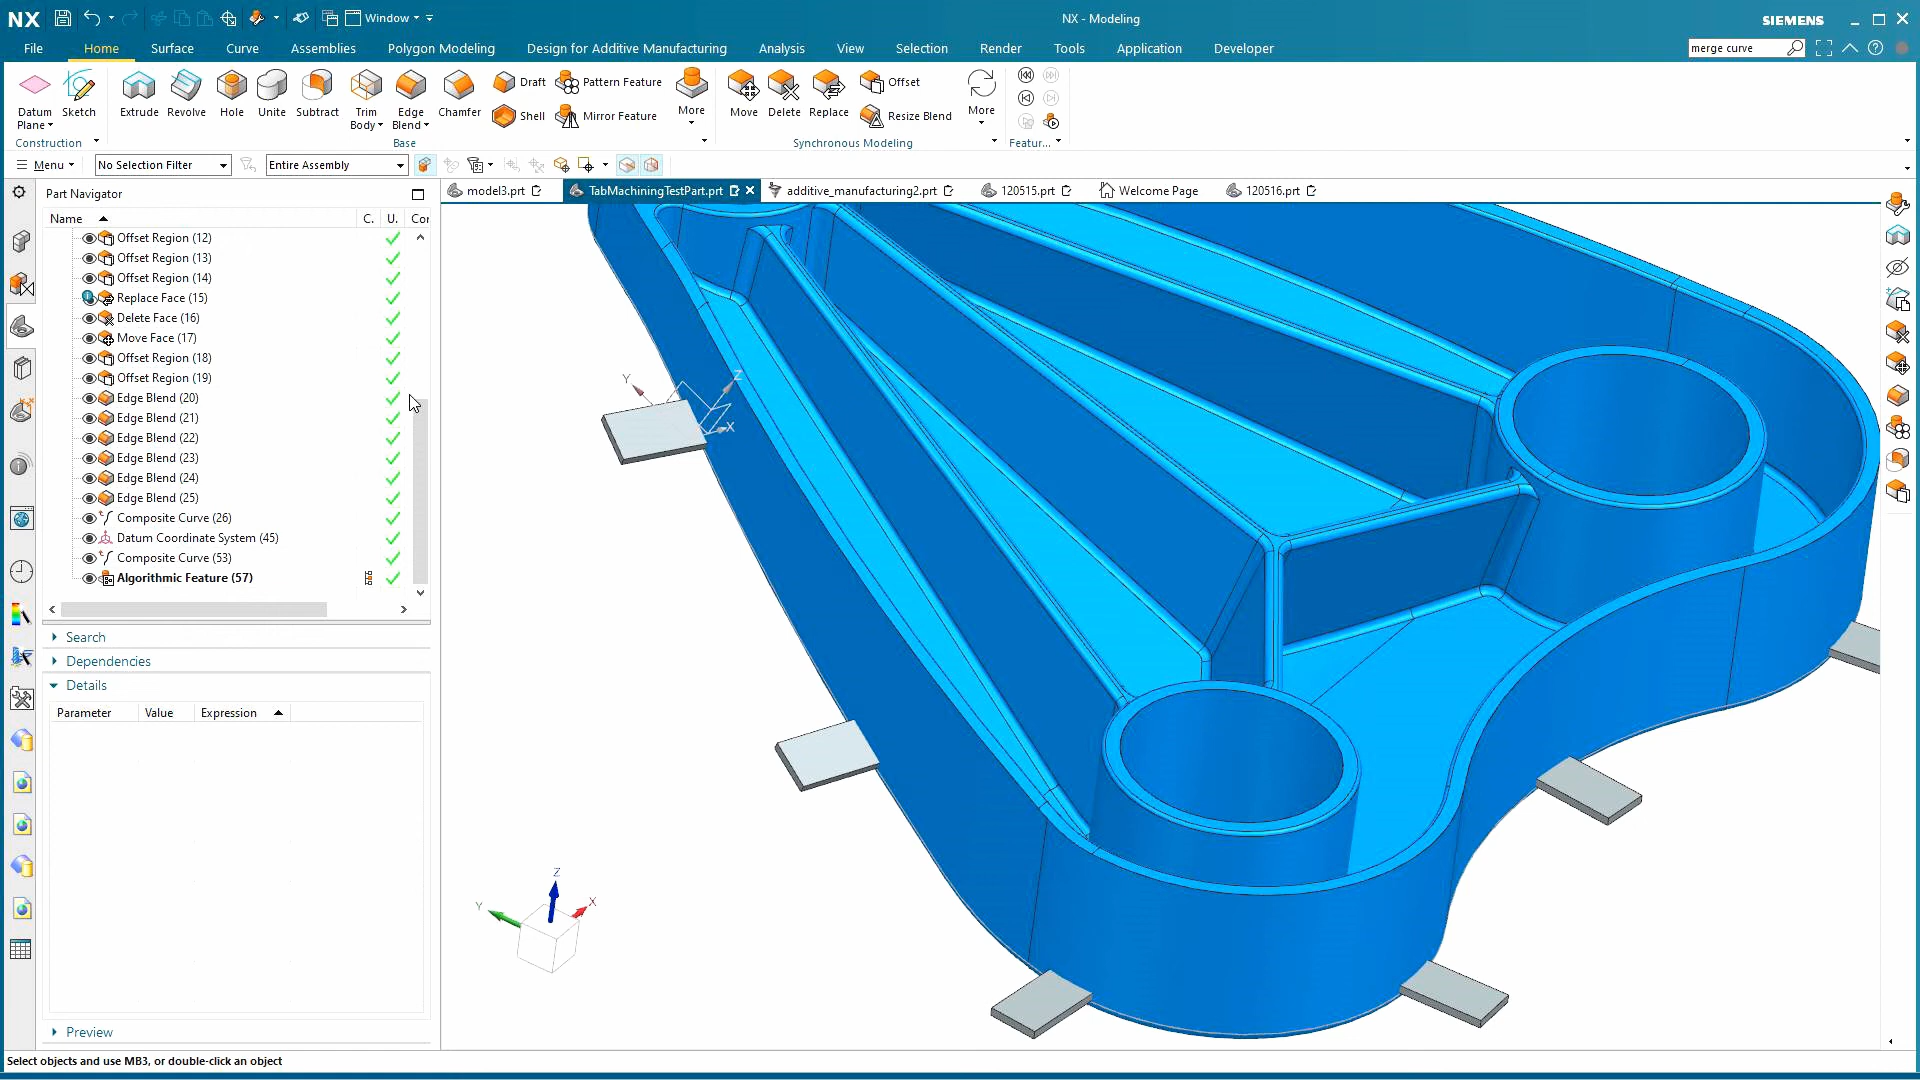 NX Window NX - Modeling SIEMENS
File Home Surface Curve Assemblies Polygon Modeling Design for Additive Manufacturing Analysis View Selection Render Tools Application Developer merge curve
Datum Plane Sketch Extrude Revolve Hole Unite Subtract Trim Body Edge Blend Chamfer Draft Shell Pattern Feature Mirror Feature More Move Delete Replace Offset Resize Blend More
Construction Base Synchronous Modeling Featur...
Menu No Selection Filter Entire Assembly
Part Navigator model3.prt TabMachiningTestPart.prt additive_manufacturing2.prt 120515.prt Welcome Page 120516.prt
Name C. U. Cor
Offset Region (12)
Offset Region (13)
Offset Region (14)
Replace Face (15)
Delete Face (16)
Move Face (17)
Offset Region (18)
Offset Region (19)
Edge Blend (20)
Edge Blend (21)
Edge Blend (22)
Edge Blend (23)
Edge Blend (24)
Edge Blend (25)
Composite Curve (26)
Datum Coordinate System (45)
Composite Curve (53)
Algorithmic Feature (57)
Y Z X
Search
Dependencies
Details
Parameter Value Expression
Z
Y X
Preview
Select objects and use MB3, or double-click an object